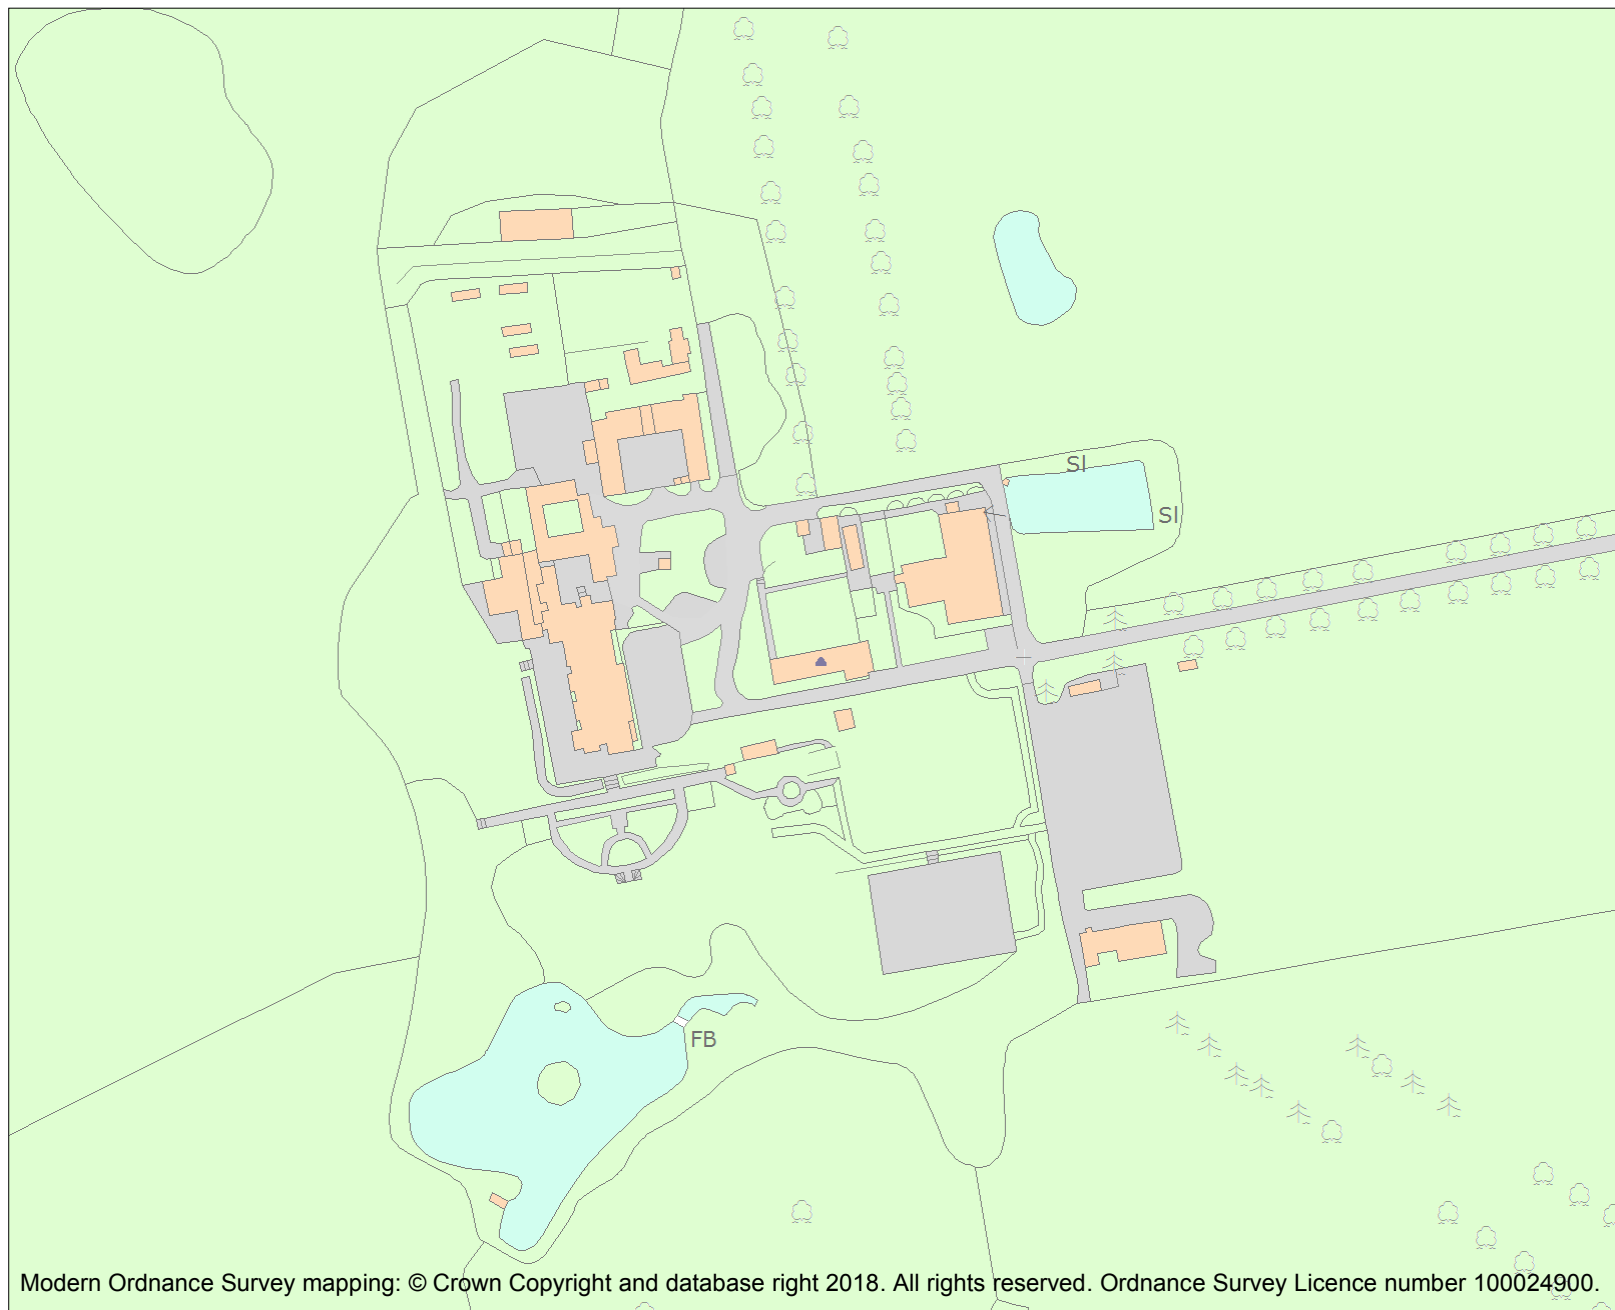 Sl
Sl
FB
Modern Ordnance Survey mapping: © Crown Copyright and database right 2018. All rights reserved. Ordnance Survey Licence number 100024900.